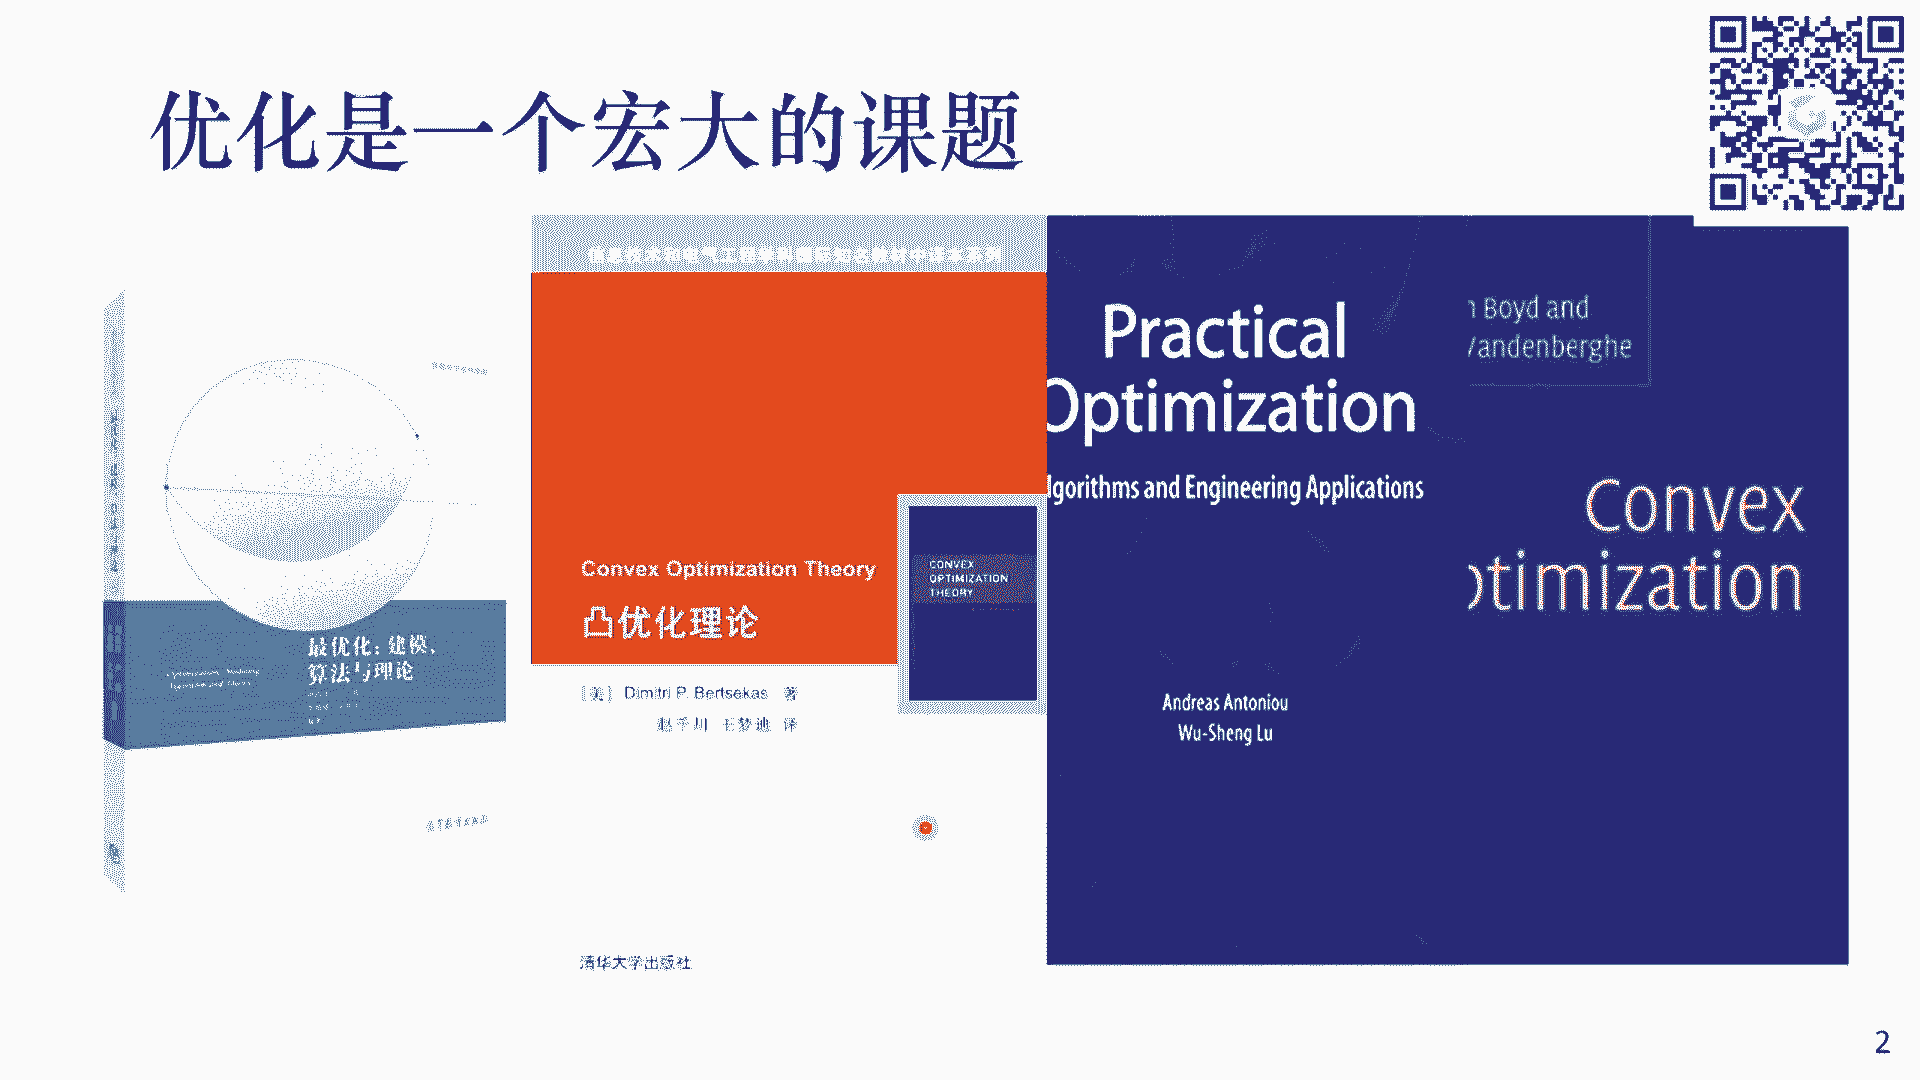 优化是一个宏大的课题
信息技术和电气工程学科国际知名教材中译本系列
最优化：建模、
算法与理论
Convex Optimization Theory
凸优化理论
CONVEX
OPTIMIZATION
THEORY
[美] Dimitri P. Bertsekas 著
赵千川 王梦迪 译
清华大学出版社
Practical
Optimization
lgorithms and Engineering Applications
Andreas Antoniou
Wu-Sheng Lu
n Boyd and
Vandenberghe
Convex
ptimization
2